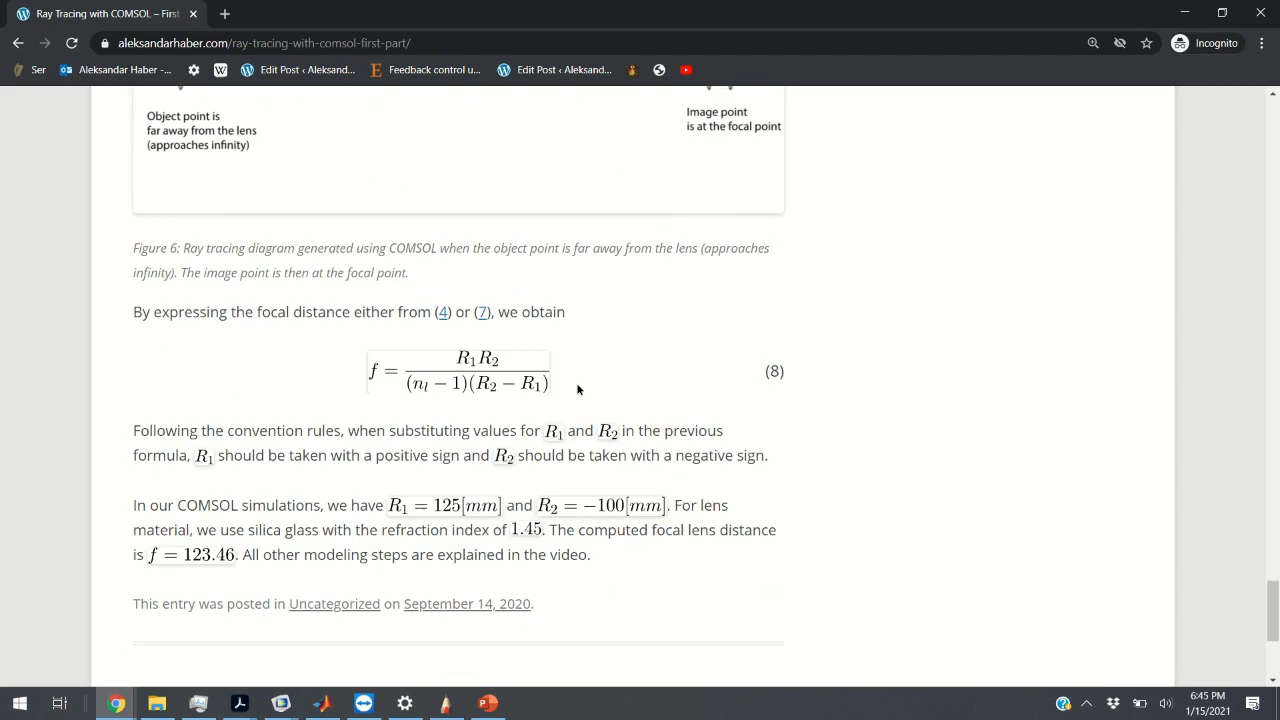 Ray Tracing with COMSOL – First
aleksandarhaber.com/ray-tracing-with-comsol-first-part/
Incognito
Ser
Aleksandar Haber -...
Edit Post ‹ Aleksand...
Feedback control u...
Edit Post ‹ Aleksand...
Object point is
far away from the lens
(approaches infinity)
Image point
is at the focal point
Figure 6: Ray tracing diagram generated using COMSOL when the object point is far away from the lens (approaches
infinity). The image point is then at the focal point.
By expressing the focal distance either from (4) or (7), we obtain
f = R₁R₂ / (nₗ − 1)(R₂ − R₁) (8)
Following the convention rules, when substituting values for R₁ and R₂ in the previous
formula, R₁ should be taken with a positive sign and R₂ should be taken with a negative sign.
In our COMSOL simulations, we have R₁ = 125[mm] and R₂ = −100[mm]. For lens
material, we use silica glass with the refraction index of 1.45. The computed focal lens distance
is f = 123.46. All other modeling steps are explained in the video.
This entry was posted in Uncategorized on September 14, 2020.
6:45 PM
1/15/2021